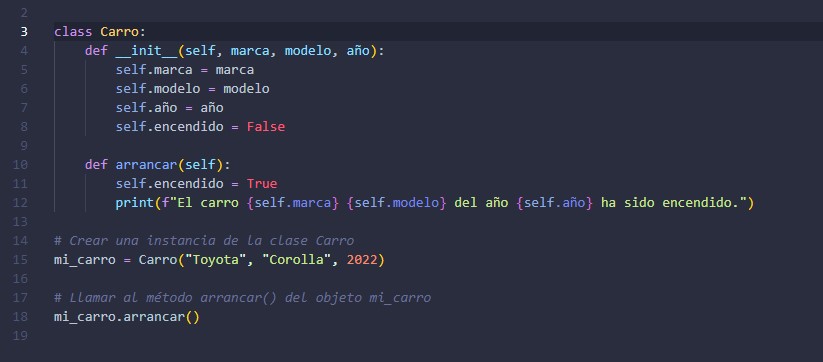 2
3 class Carro:
4     def __init__(self, marca, modelo, año):
5         self.marca = marca
6         self.modelo = modelo
7         self.año = año
8         self.encendido = False
9
10     def arrancar(self):
11         self.encendido = True
12         print(f"El carro {self.marca} {self.modelo} del año {self.año} ha sido encendido.")
13
14 # Crear una instancia de la clase Carro
15 mi_carro = Carro("Toyota", "Corolla", 2022)
16
17 # Llamar al método arrancar() del objeto mi_carro
18 mi_carro.arrancar()
19